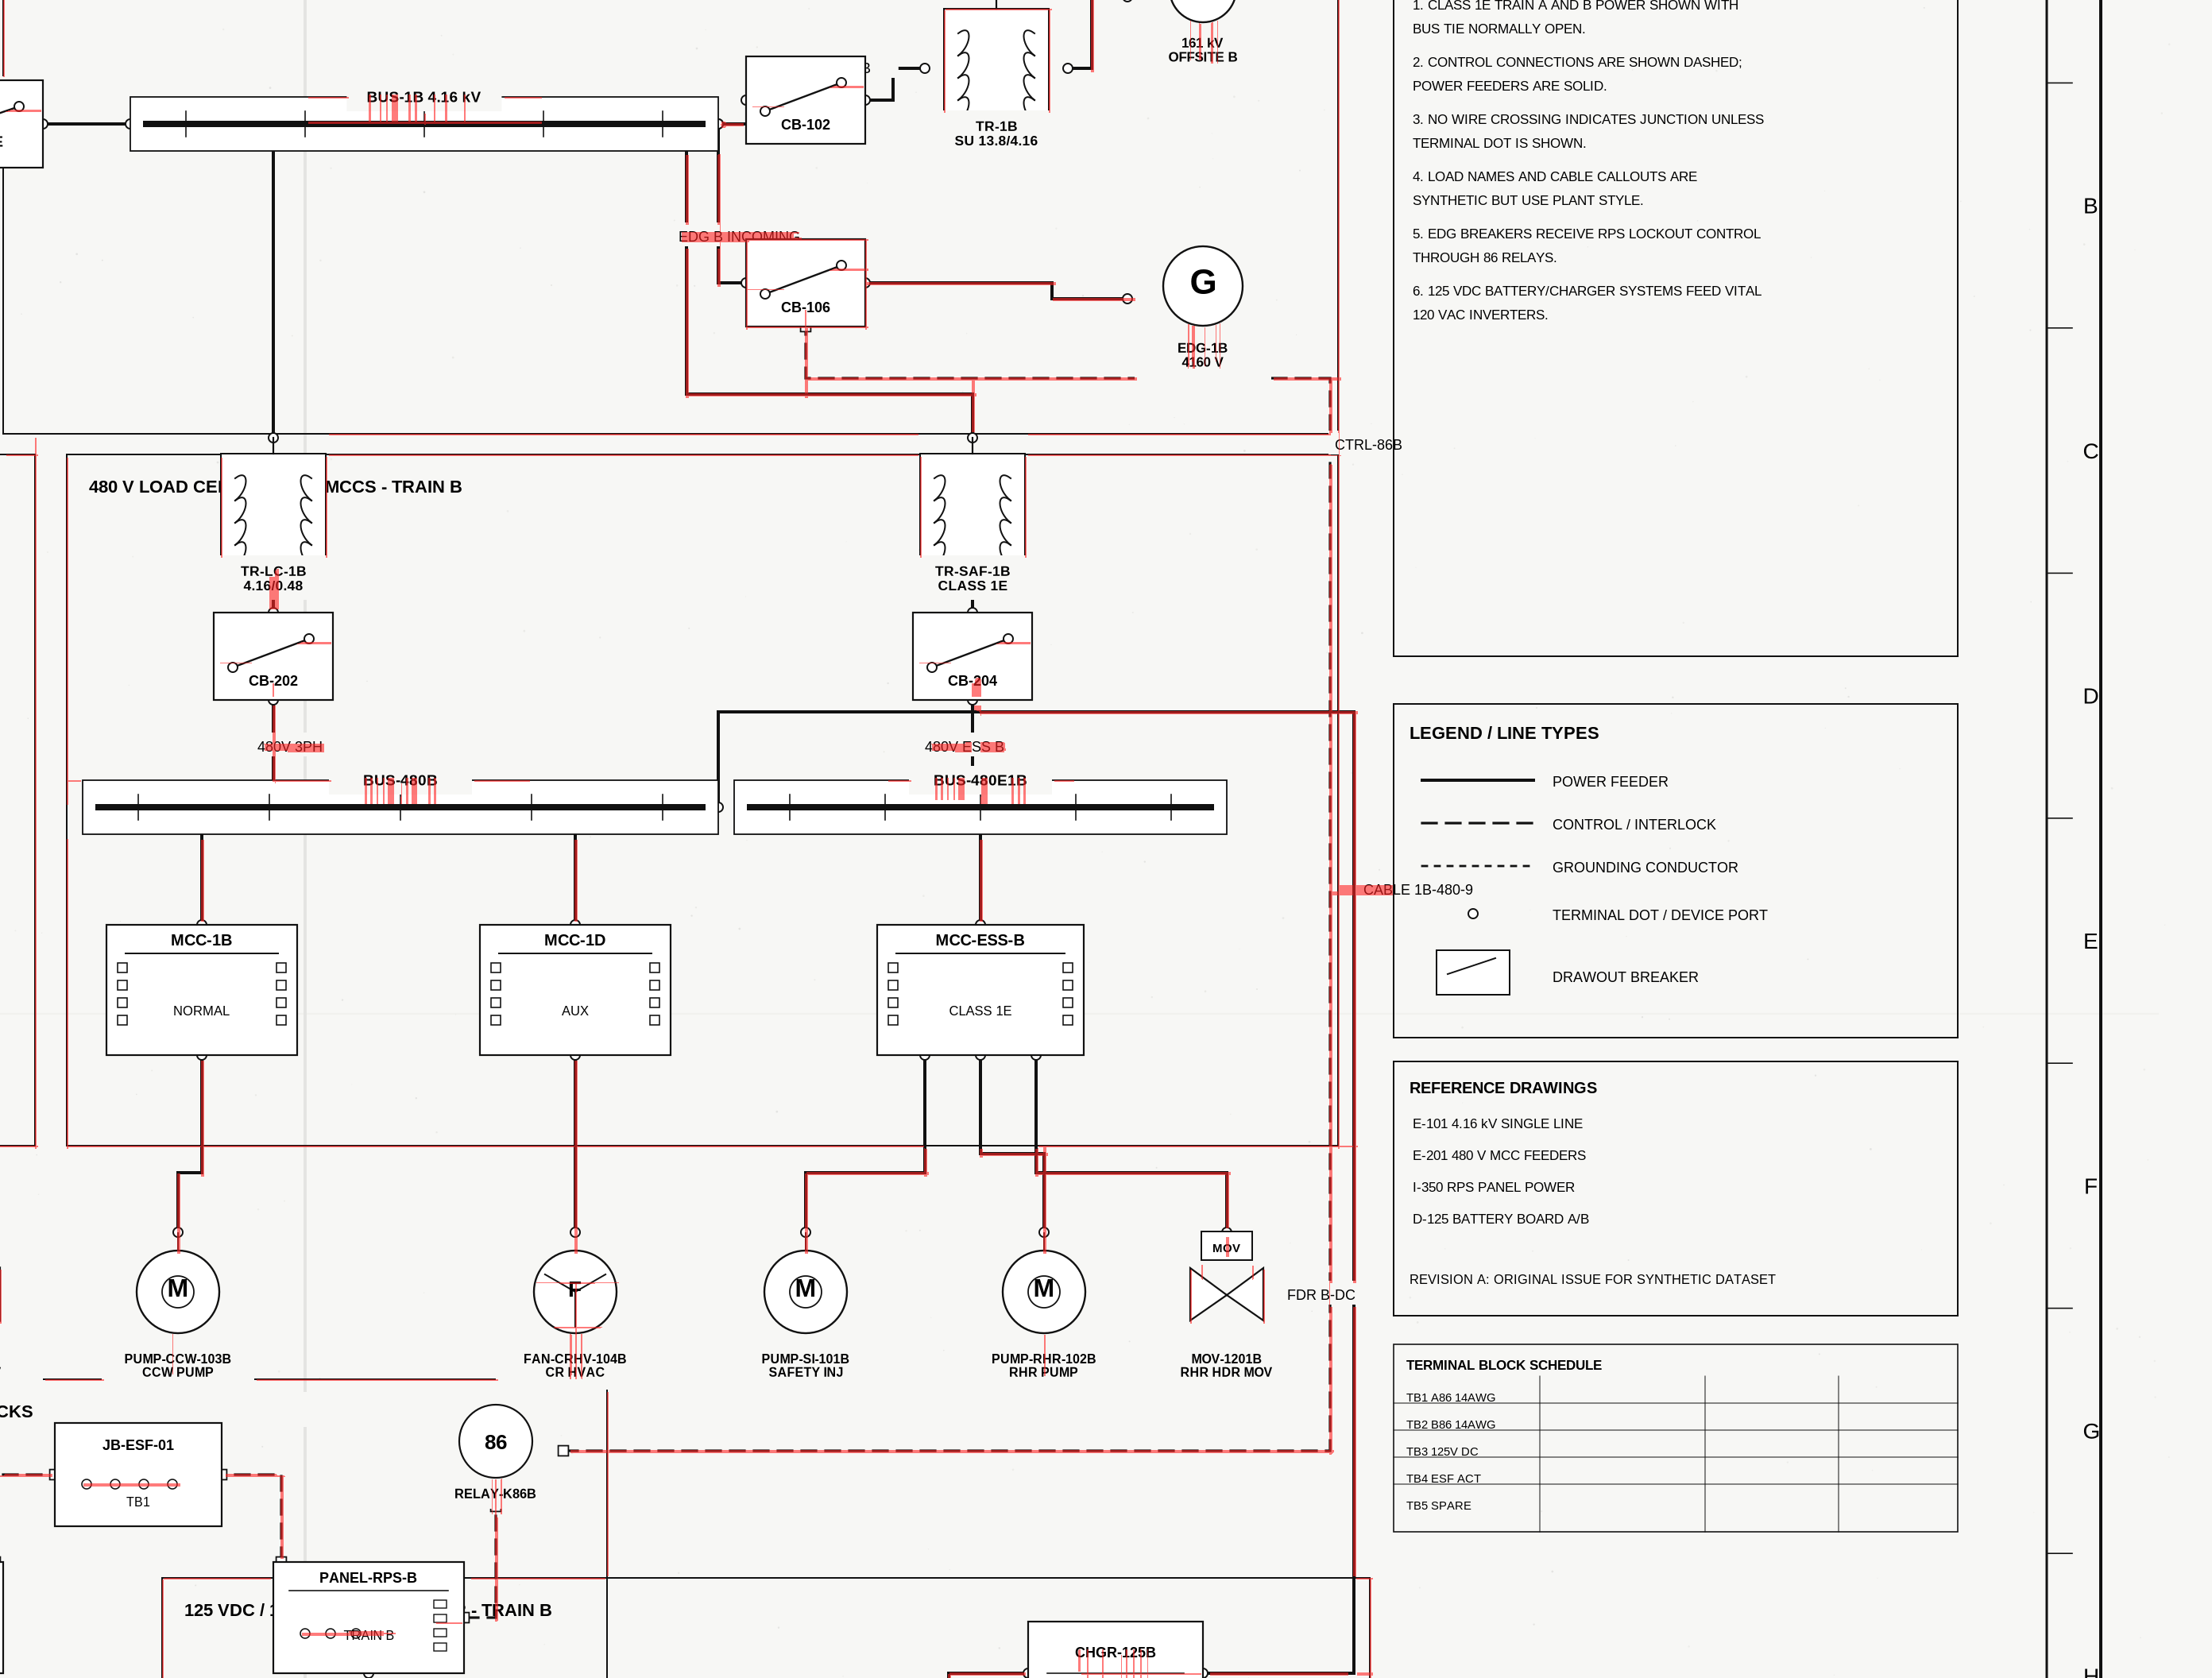 1. CLASS 1E TRAIN A AND B POWER SHOWN WITH
BUS TIE NORMALLY OPEN.
2. CONTROL CONNECTIONS ARE SHOWN DASHED;
POWER FEEDERS ARE SOLID.
3. NO WIRE CROSSING INDICATES JUNCTION UNLESS
TERMINAL DOT IS SHOWN.
4. LOAD NAMES AND CABLE CALLOUTS ARE
SYNTHETIC BUT USE PLANT STYLE.
5. EDG BREAKERS RECEIVE RPS LOCKOUT CONTROL
THROUGH 86 RELAYS.
6. 125 VDC BATTERY/CHARGER SYSTEMS FEED VITAL
120 VAC INVERTERS.
161 kV
OFFSITE B
BUS-1B 4.16 kV
CB-102
TR-1B
SU 13.8/4.16
B
EDG B INCOMING
CB-106
G
EDG-1B
4160 V
C
CTRL-86B
480 V LOAD CE
MCCS - TRAIN B
TR-LC-1B
4.16/0.48
TR-SAF-1B
CLASS 1E
CB-202
CB-204
D
480V 3PH
480V ESS B
BUS-480B
BUS-480E1B
LEGEND / LINE TYPES
POWER FEEDER
CONTROL / INTERLOCK
GROUNDING CONDUCTOR
CABLE 1B-480-9
TERMINAL DOT / DEVICE PORT
DRAWOUT BREAKER
E
MCC-1B
NORMAL
MCC-1D
AUX
MCC-ESS-B
CLASS 1E
REFERENCE DRAWINGS
E-101 4.16 kV SINGLE LINE
E-201 480 V MCC FEEDERS
I-350 RPS PANEL POWER
D-125 BATTERY BOARD A/B
REVISION A: ORIGINAL ISSUE FOR SYNTHETIC DATASET
F
M
PUMP-CCW-103B
CCW PUMP
F
FAN-CRHV-104B
CR HVAC
M
PUMP-SI-101B
SAFETY INJ
M
PUMP-RHR-102B
RHR PUMP
MOV
MOV-1201B
RHR HDR MOV
FDR B-DC
TERMINAL BLOCK SCHEDULE
TB1 A86 14AWG
TB2 B86 14AWG
TB3 125V DC
TB4 ESF ACT
TB5 SPARE
G
CKS
JB-ESF-01
TB1
86
RELAY-K86B
PANEL-RPS-B
TRAIN B
125 VDC / 1
- TRAIN B
CHGR-125B
H